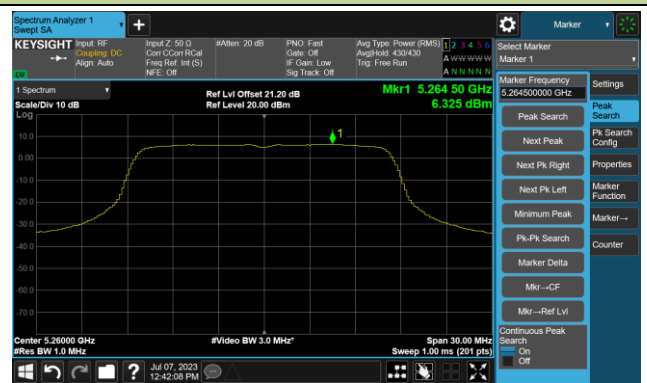 Spectrum Analyzer 1
Swept SA
Marker
KEYSIGHT
Input: RF
Coupling: DC
Align: Auto
Input Z: 50 Ω
Corr CCorr RCal
Freq Ref: Int (S)
NFE: Off
#Atten: 20 dB
PNO: Fast
Gate: Off
IF Gain: Low
Sig Track: Off
Avg Type: Power (RMS)
Avg|Hold: 430/430
Trig: Free Run
1 2 3 4 5 6
A W W W W W
A N N N N N
LW
Select Marker
Marker 1
1 Spectrum
Scale/Div 10 dB
Log
Ref Lvl Offset 21.20 dB
Ref Level 20.00 dBm
Mkr1 5.264 50 GHz
6.325 dBm
1
10.0
0.00
-10.0
-20.0
-30.0
-40.0
-50.0
-60.0
-70.0
Center 5.26000 GHz
#Res BW 1.0 MHz
#Video BW 3.0 MHz*
Span 30.00 MHz
Sweep 1.00 ms (201 pts)
Marker Frequency
5.264500000 GHz
Peak Search
Next Peak
Next Pk Right
Next Pk Left
Minimum Peak
Pk-Pk Search
Marker Delta
Mkr→CF
Mkr→Ref Lvl
Continuous Peak
Search
On
Off
Settings
Peak
Search
Pk Search
Config
Properties
Marker
Function
Marker→
Counter
Jul 07, 2023
12:42:08 PM